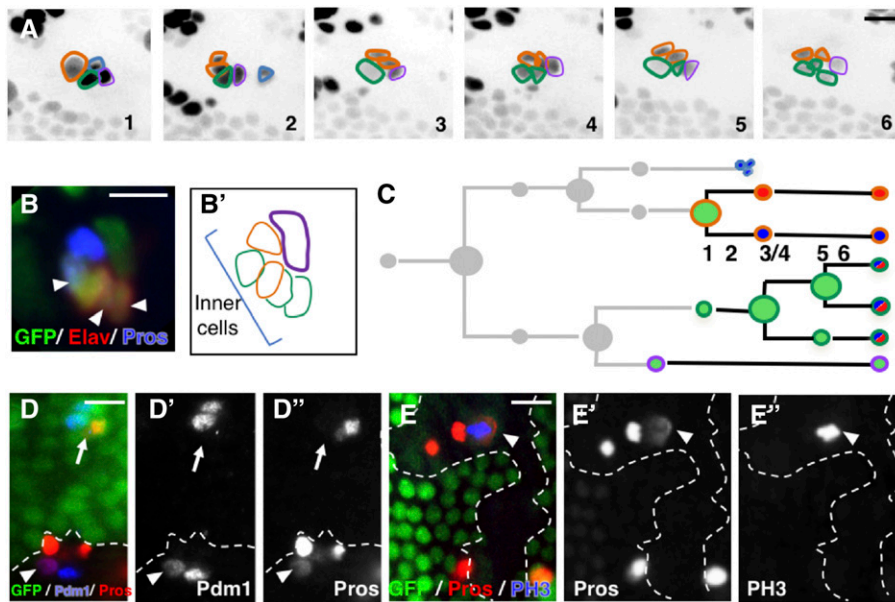 A
1 2 3 4 5 6
B
GFP/ Elav/ Pros
B'
Inner
cells
C
1 2 3/4 5 6
D
GFP / Pdm1/ Pros
D'
Pdm1
D''
Pros
E
GFP / Pros / PH3
E'
Pros
E''
PH3